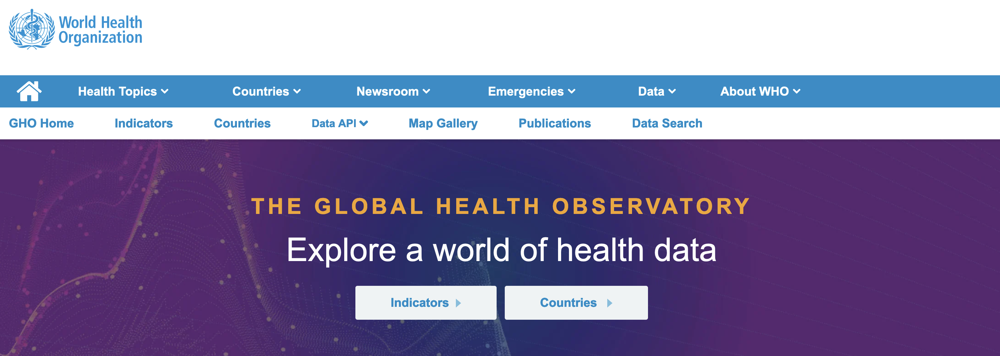 World Health
Organization
Health Topics Countries Newsroom Emergencies Data About WHO
GHO Home Indicators Countries Data API Map Gallery Publications Data Search
THE GLOBAL HEALTH OBSERVATORY
Explore a world of health data
Indicators Countries